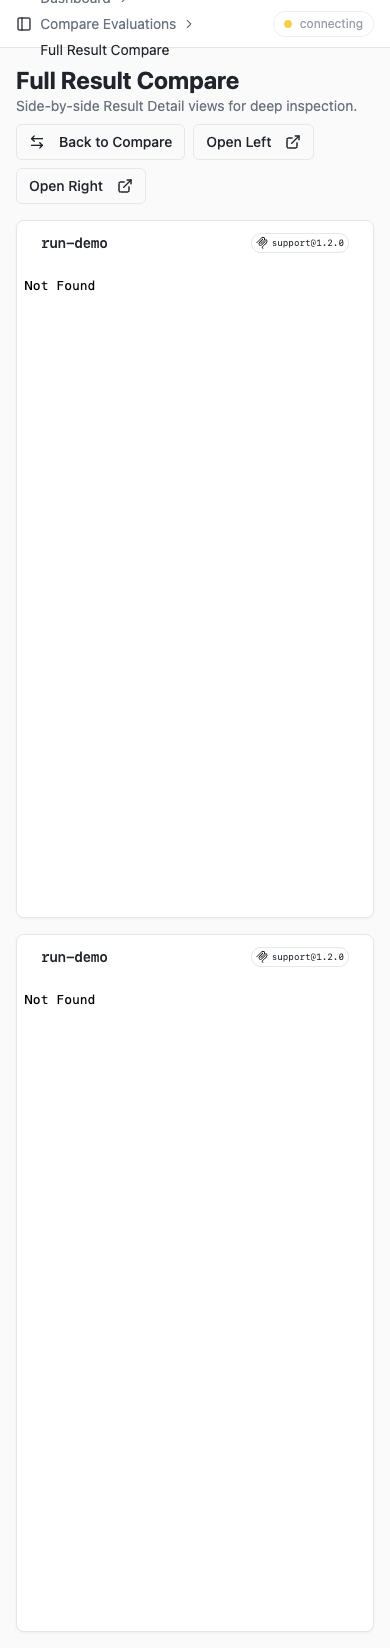 Dashboard
Compare Evaluations
connecting
Full Result Compare
Full Result Compare
Side-by-side Result Detail views for deep inspection.
Back to Compare
Open Left
Open Right
run-demo
support@1.2.0
Not Found
run-demo
support@1.2.0
Not Found